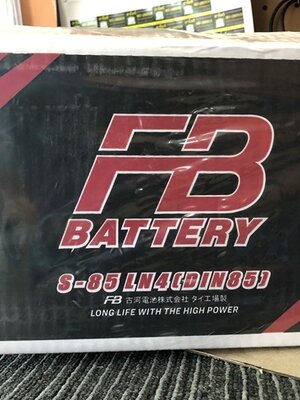 FB
BATTERY
S-85 LN4(DIN85)
FB 古河電池株式会社 タイ工場製
LONG LIFE WITH THE HIGH POWER